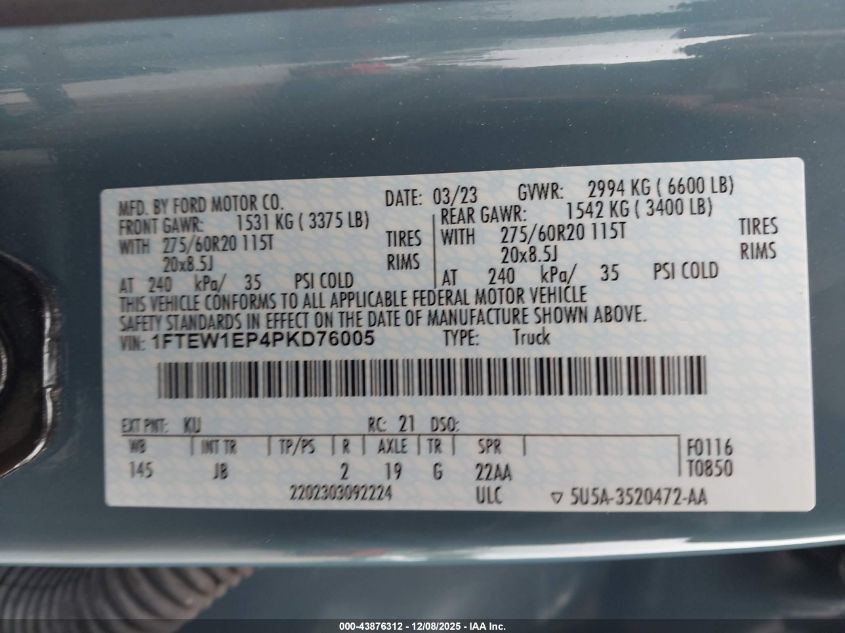 MFD. BY FORD MOTOR CO. DATE: 03/23 GVWR: 2994 KG ( 6600 LB)
FRONT GAWR: 1531 KG ( 3375 LB) REAR GAWR: 1542 KG ( 3400 LB)
WITH 275/60R20 115T TIRES WITH 275/60R20 115T TIRES
20x8.5J RIMS 20x8.5J RIMS
AT 240 kPa/ 35 PSI COLD AT 240 kPa/ 35 PSI COLD
THIS VEHICLE CONFORMS TO ALL APPLICABLE FEDERAL MOTOR VEHICLE
SAFETY STANDARDS IN EFFECT ON THE DATE OF MANUFACTURE SHOWN ABOVE.
VIN: 1FTEW1EP4PKD76005 TYPE: Truck
EXT PNT: KU RC: 21 DSO:
WB INT TR TP/PS R AXLE TR SPR F0116
145 JB 2 19 G 22AA T0850
2202303092224 ULC ▽ 5U5A-3520472-AA
000-43876312 - 12/08/2025 - IAA Inc.